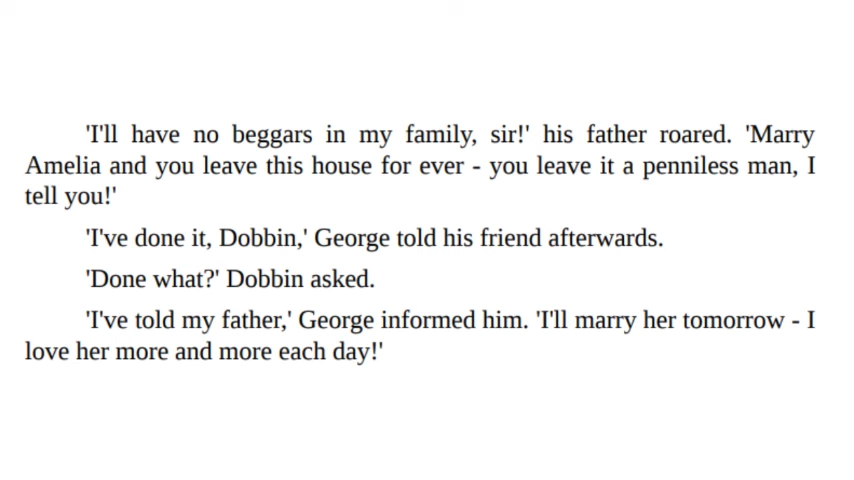 'I'll have no beggars in my family, sir!' his father roared. 'Marry
Amelia and you leave this house for ever - you leave it a penniless man, I
tell you!'
'I've done it, Dobbin,' George told his friend afterwards.
'Done what?' Dobbin asked.
'I've told my father,' George informed him. 'I'll marry her tomorrow - I
love her more and more each day!'